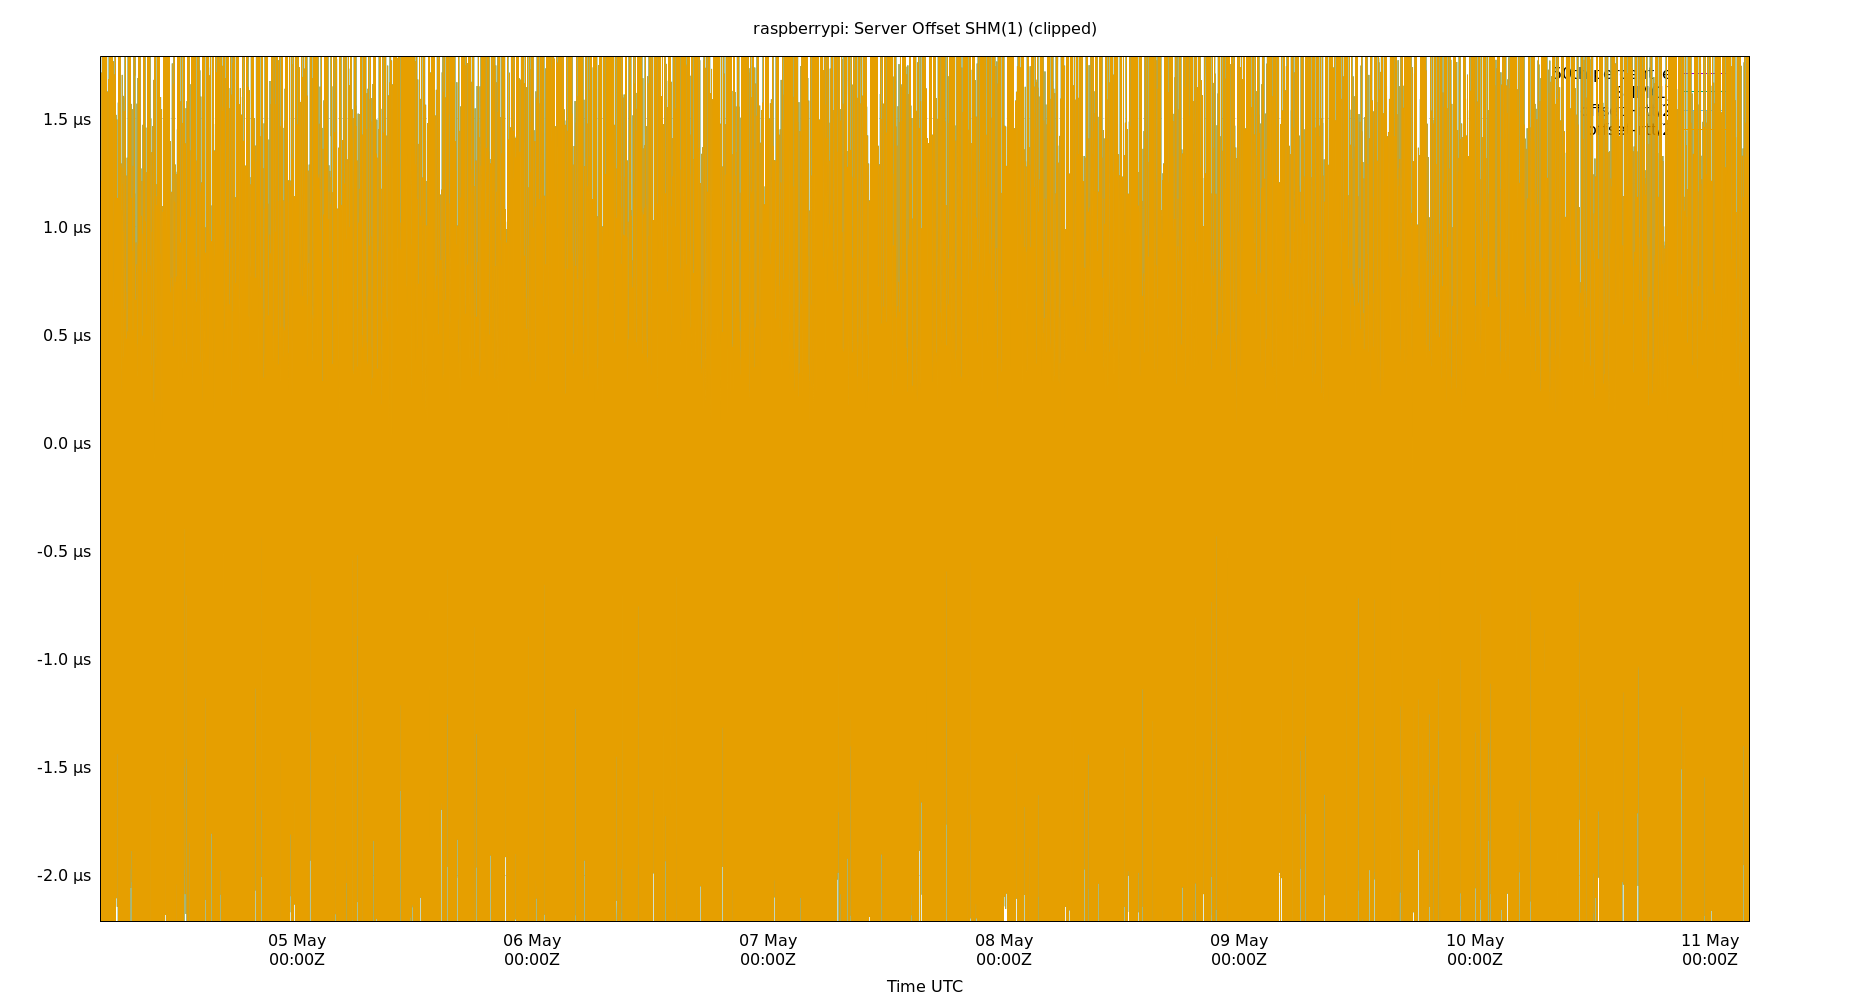 raspberrypi: Server Offset SHM(1) (clipped)
1.5 µs
1.0 µs
0.5 µs
0.0 µs
-0.5 µs
-1.0 µs
-1.5 µs
-2.0 µs
05 May 06 May 07 May 08 May 09 May 10 May 11 May
00:00Z 00:00Z 00:00Z 00:00Z 00:00Z 00:00Z 00:00Z
Time UTC